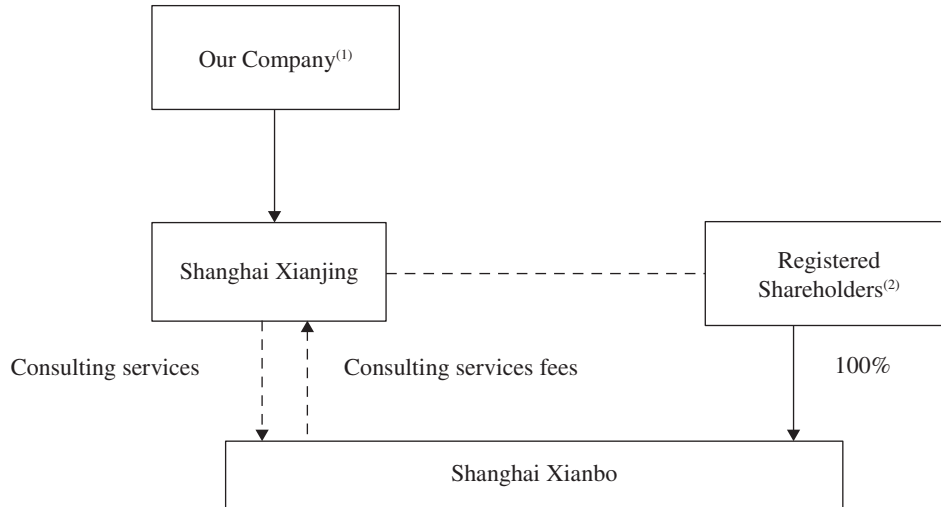 Our Company(1)
Shanghai Xianjing
Registered
Shareholders(2)
Consulting services
Consulting services fees
100%
Shanghai Xianbo